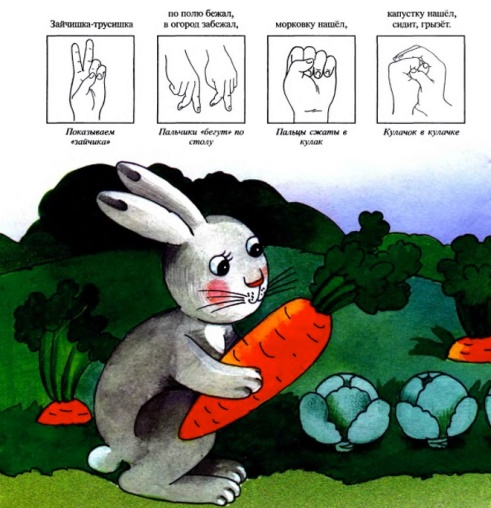 Зайчишка-трусишка
по полю бежал,
в огород забежал,
морковку нашёл,
капустку нашёл,
сидит, грызёт.
Показываем
«зайчика»
Пальчики «бегут» по
столу
Пальцы сжаты в
кулак
Кулачок в кулачке